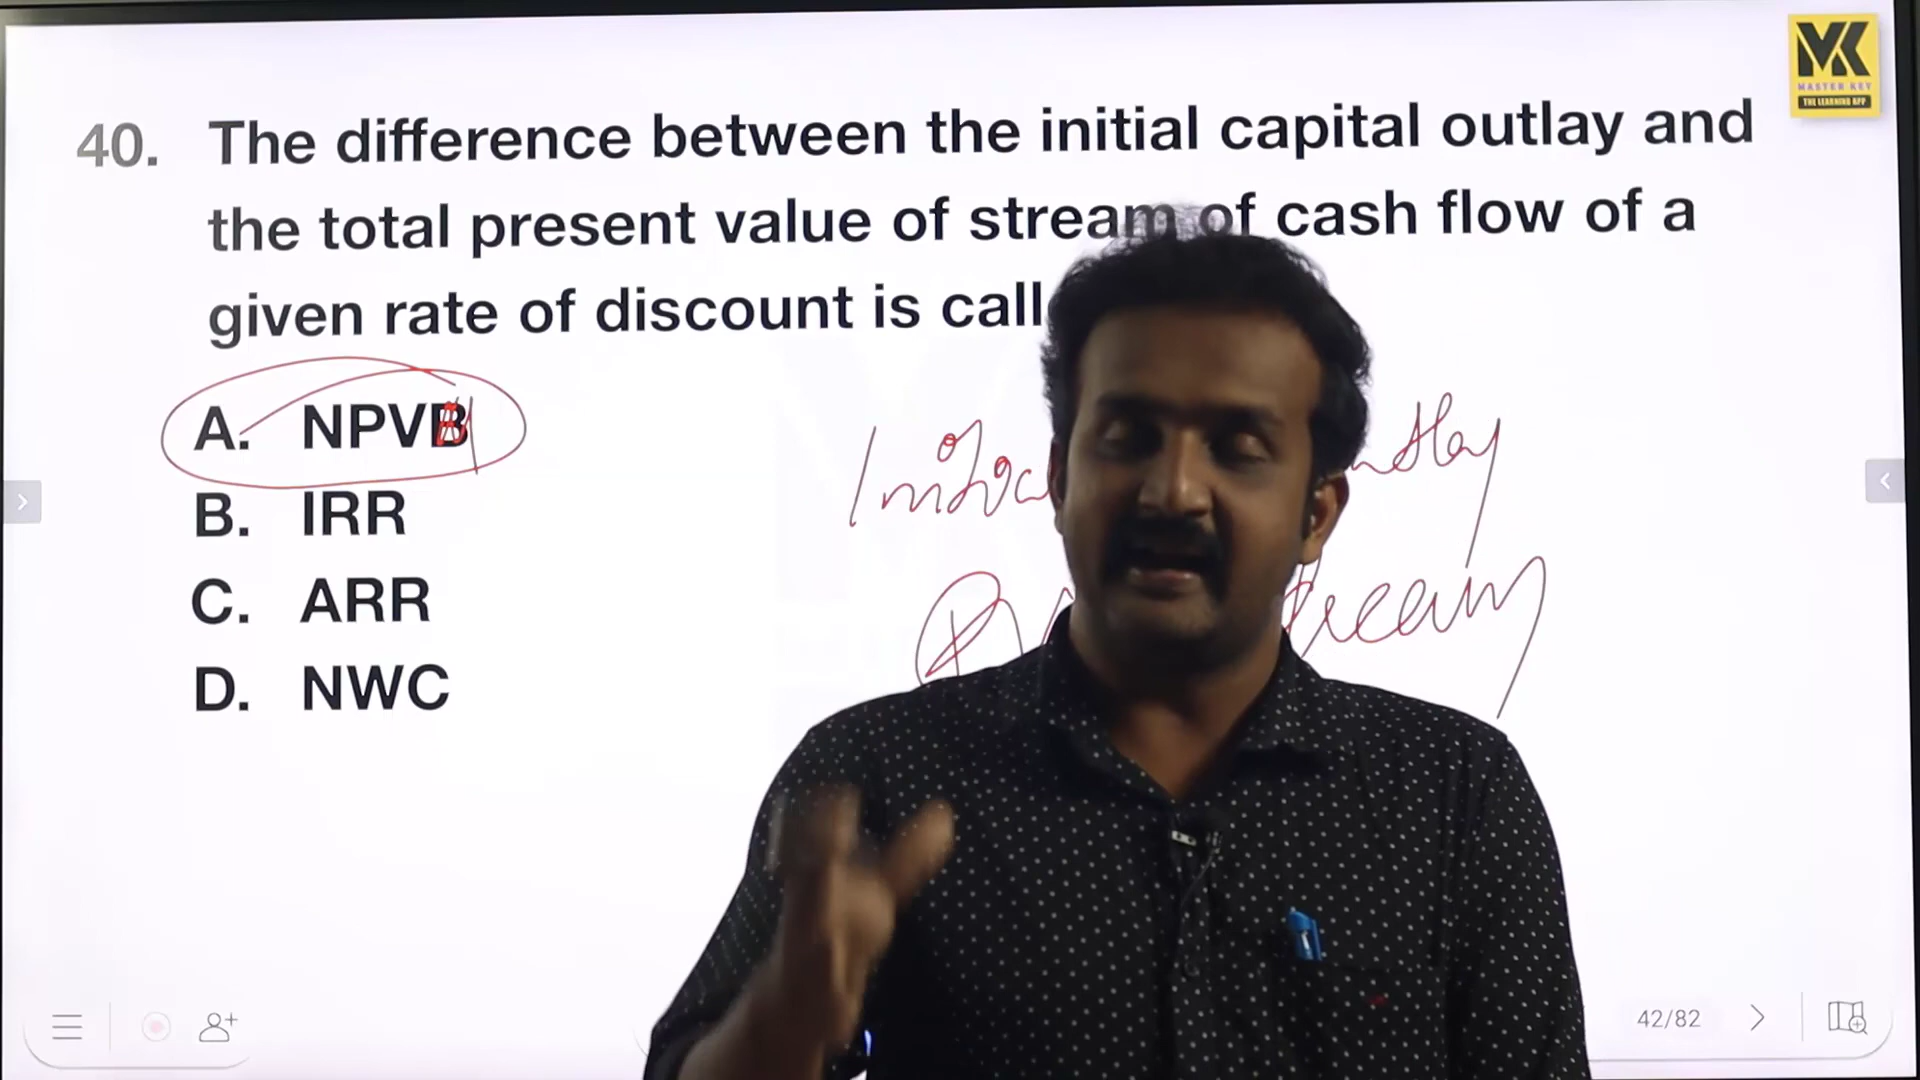 MK
MASTER KEY
THE LEARNING APP
40. The difference between the initial capital outlay and
the total present value of stream of cash flow of a
given rate of discount is call
A. NPVB
B. IRR
C. ARR
D. NWC
42/82